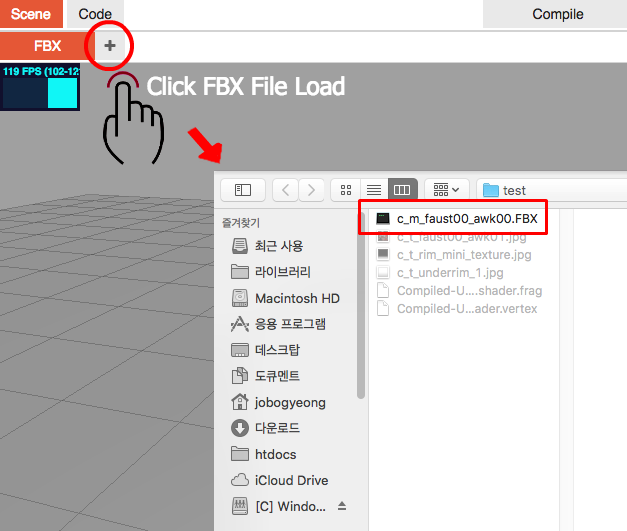 Scene Code Compile
FBX +
119 FPS (102-12
Click FBX File Load
test
즐겨찾기
최근 사용
라이브러리
Macintosh HD
응용 프로그램
데스크탑
도큐멘트
jobogyeong
다운로드
htdocs
iCloud Drive
[C] Windo...
c_m_faust00_awk00.FBX
c_t_faust00_awk01.jpg
c_t_rim_mini_texture.jpg
c_t_underrim_1.jpg
Compiled-U....shader.frag
Compiled-U...ader.vertex